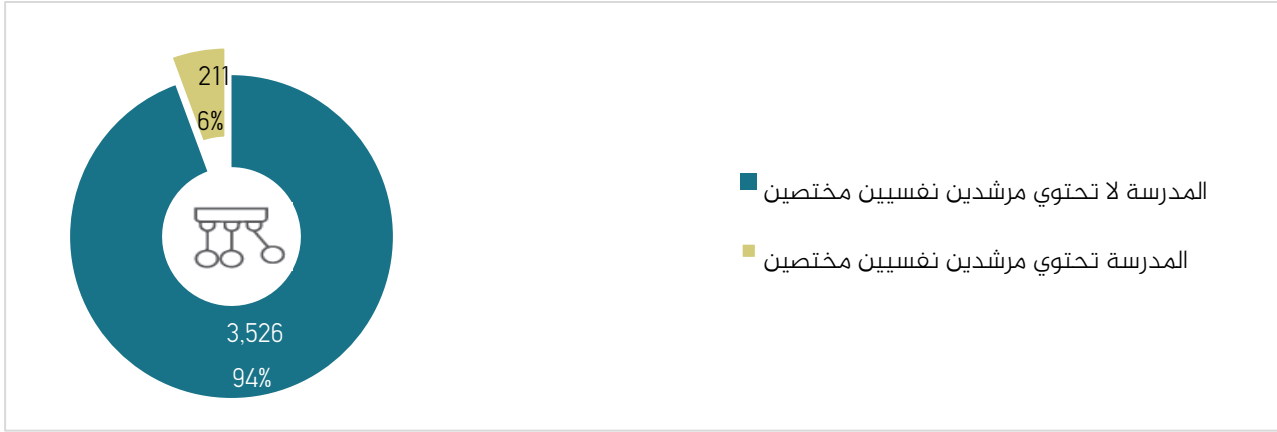 211
6%
3,526
94%
المدرسة لا تحتوي مرشدين نفسيين مختصين
المدرسة تحتوي مرشدين نفسيين مختصين